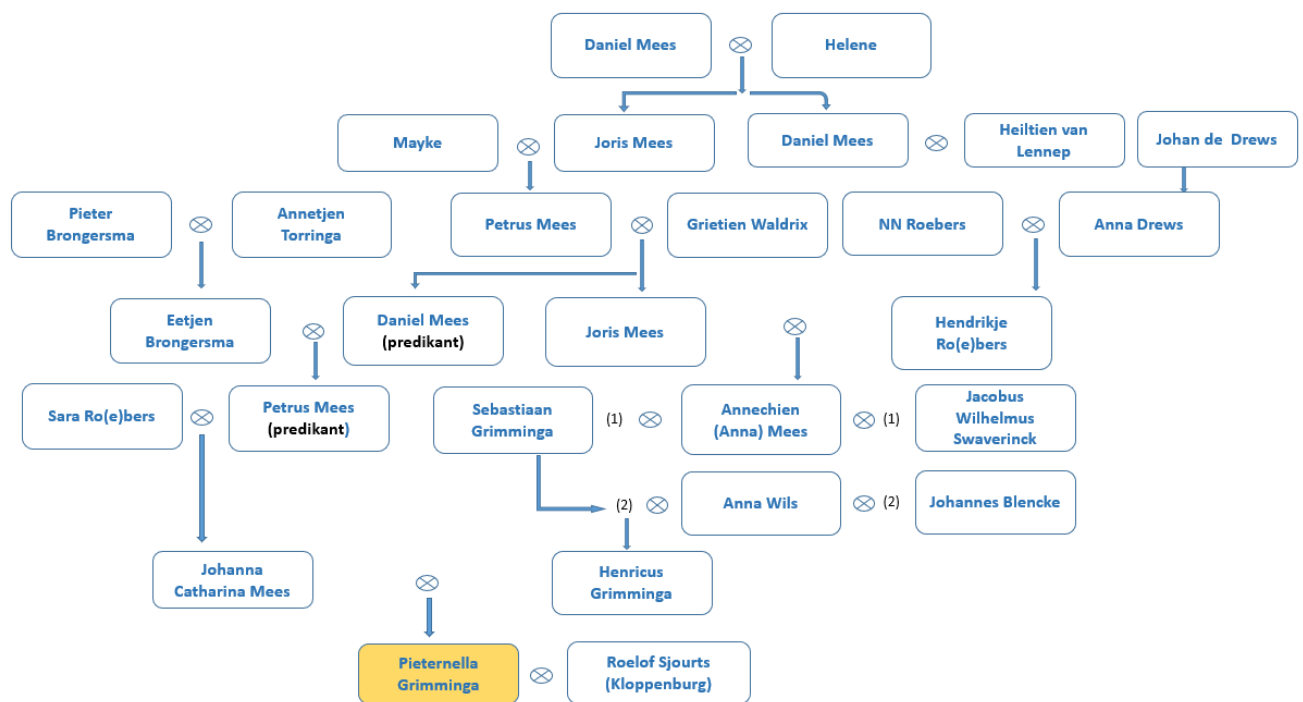 Daniel Mees
Helene
Mayke
Joris Mees
Daniel Mees
Heiltien van
Lennep
Johan de Drews
Pieter
Brongersma
Annetjen
Torringa
Petrus Mees
Grietien Waldrix
NN Roebers
Anna Drews
Eetjen
Brongersma
Daniel Mees
(predikant)
Joris Mees
Hendrikje
Ro(e)bers
Sara Ro(e)bers
Petrus Mees
(predikant)
Sebastiaan
Grimminga
(1)
Annechien
(Anna) Mees
(1)
Jacobus
Wilhelmus
Swaverinck
(2)
Anna Wils
(2)
Johannes Blencke
Johanna
Catharina Mees
Henricus
Grimminga
Pieternella
Grimminga
Roelof Sjourts
(Kloppenburg)